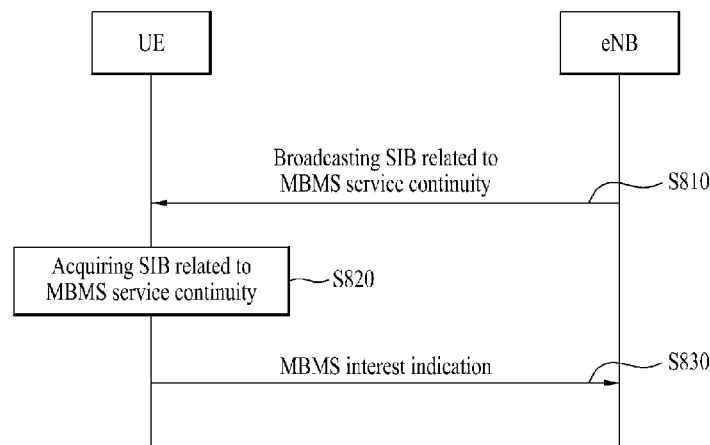 UE
eNB
Broadcasting SIB related to
MBMS service continuity
S810
Acquiring SIB related to
MBMS service continuity
S820
MBMS interest indication
S830